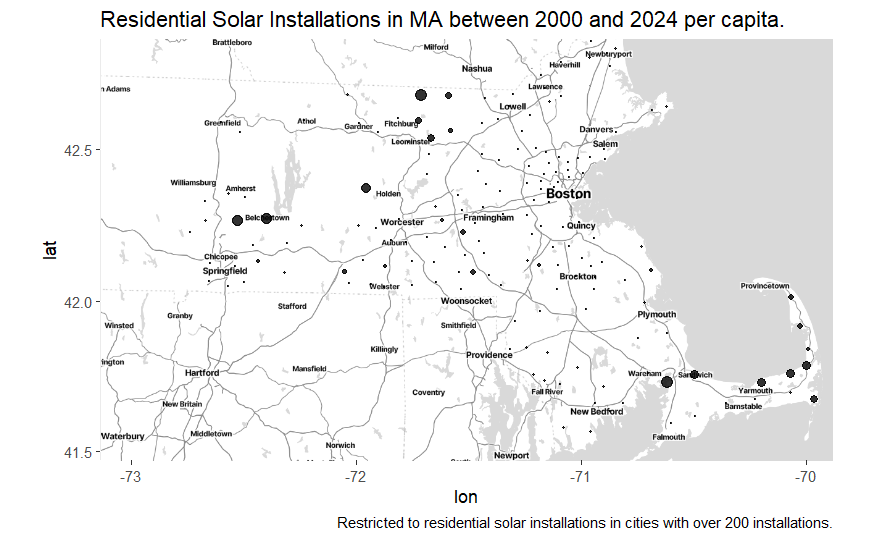 Residential Solar Installations in MA between 2000 and 2024 per capita.
Brattleboro
Milford
Newburyport
Nashua
Haverhill
n Adams
Lawrence
Lowell
Greenfield
Athol
Gardner
Fitchburg
Danvers
Leominster
Salem
42.5
Williamsburg
Amherst
Holden
Boston
Belchertown
Worcester
Framingham
Quincy
Auburn
Chicopee
Springfield
Brockton
Webster
Provincetown
lat
42.0
Woonsocket
Stafford
Granby
Plymouth
Winsted
Smithfield
Killingly
Providence
ington
Hartford
Mansfield
Wareham
Sandwich
Coventry
Fall River
Yarmouth
New Britain
New Bedford
Barnstable
Waterbury
Middletown
Falmouth
Norwich
41.5
Newport
-73
-72
-71
-70
lon
Restricted to residential solar installations in cities with over 200 installations.